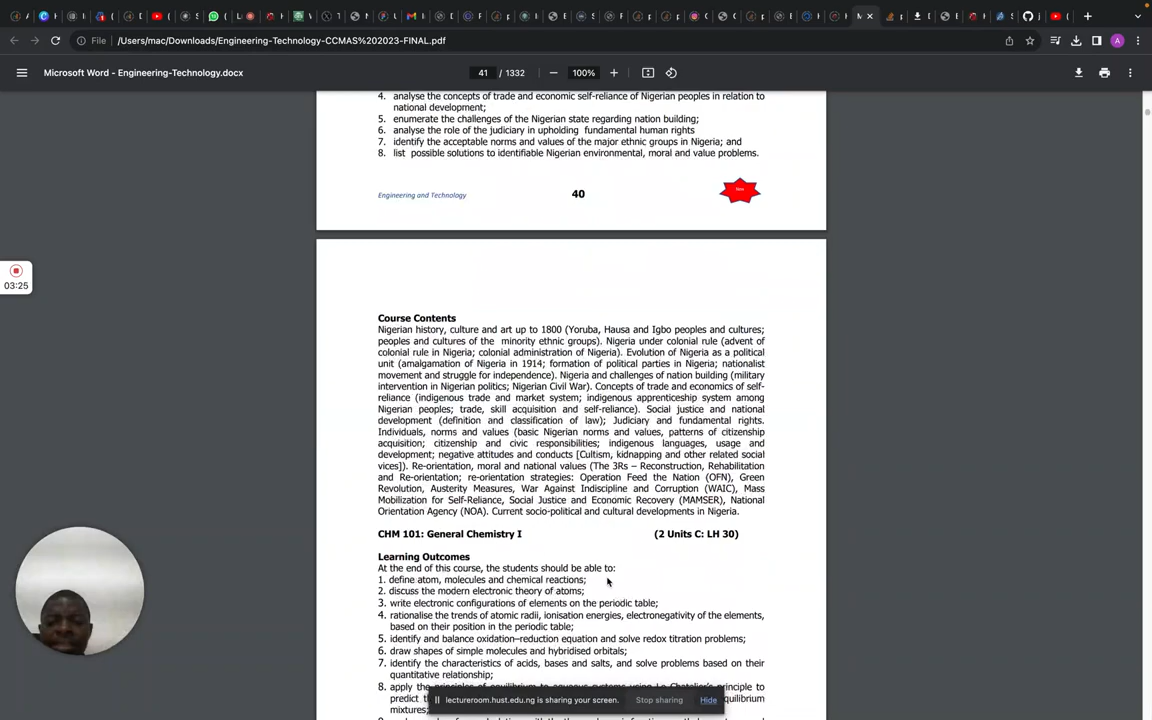 File
/Users/mac/Downloads/Engineering-Technology-CCMAS%202023-FINAL.pdf
A
Microsoft Word - Engineering-Technology.docx
41 / 1332
100%
4. analyse the concepts of trade and economic self-reliance of Nigerian peoples in relation to
national development;
5. enumerate the challenges of the Nigerian state regarding nation building;
6. analyse the role of the judiciary in upholding fundamental human rights
7. identify the acceptable norms and values of the major ethnic groups in Nigeria; and
8. list possible solutions to identifiable Nigerian environmental, moral and value problems.
Engineering and Technology
40
03:25
Course Contents
Nigerian history, culture and art up to 1800 (Yoruba, Hausa and Igbo peoples and cultures;
peoples and cultures of the minority ethnic groups). Nigeria under colonial rule (advent of
colonial rule in Nigeria; colonial administration of Nigeria). Evolution of Nigeria as a political
unit (amalgamation of Nigeria in 1914; formation of political parties in Nigeria; nationalist
movement and struggle for independence). Nigeria and challenges of nation building (military
intervention in Nigerian politics; Nigerian Civil War). Concepts of trade and economics of self-
reliance (indigenous trade and market system; indigenous apprenticeship system among
Nigerian peoples; trade, skill acquisition and self-reliance). Social justice and national
development (definition and classification of law); Judiciary and fundamental rights.
Individuals, norms and values (basic Nigerian norms and values, patterns of citizenship
acquisition; citizenship and civic responsibilities; indigenous languages, usage and
development; negative attitudes and conducts [Cultism, kidnapping and other related social
vices]). Re-orientation, moral and national values (The 3Rs – Reconstruction, Rehabilitation
and Re-orientation; re-orientation strategies: Operation Feed the Nation (OFN), Green
Revolution, Austerity Measures, War Against Indiscipline and Corruption (WAIC), Mass
Mobilization for Self-Reliance, Social Justice and Economic Recovery (MAMSER), National
Orientation Agency (NOA). Current socio-political and cultural developments in Nigeria.
CHM 101: General Chemistry I (2 Units C: LH 30)
Learning Outcomes
At the end of this course, the students should be able to:
1. define atom, molecules and chemical reactions;
2. discuss the modern electronic theory of atoms;
3. write electronic configurations of elements on the periodic table;
4. rationalise the trends of atomic radii, ionisation energies, electronegativity of the elements,
based on their position in the periodic table;
5. identify and balance oxidation–reduction equation and solve redox titration problems;
6. draw shapes of simple molecules and hybridised orbitals;
7. identify the characteristics of acids, bases and salts, and solve problems based on their
quantitative relationship;
8. apply the principles of equilibrium to aqueous systems using Le Chatelier's principle to
predict
mixtures;
lectureroom.hust.edu.ng is sharing your screen.
Stop sharing
Hide